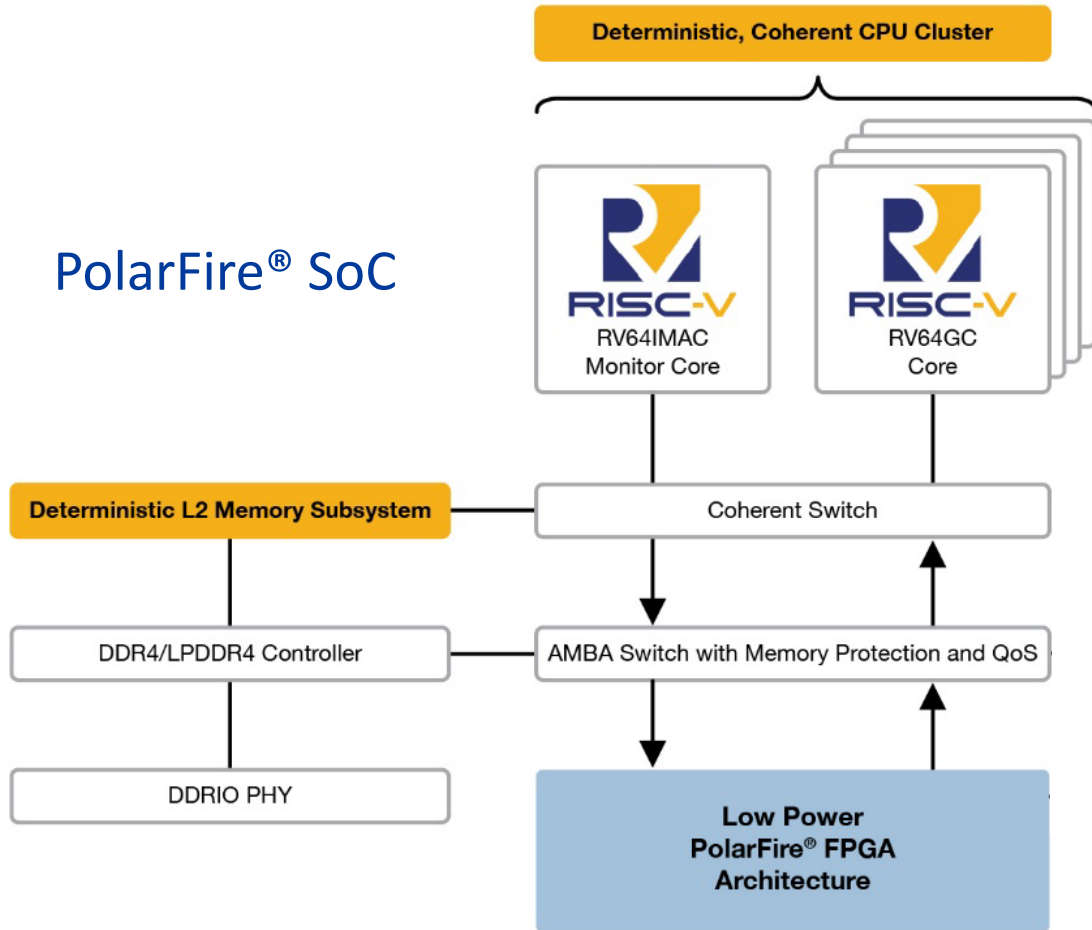 Deterministic, Coherent CPU Cluster
PolarFire® SoC
RISC-V
RV64IMAC
Monitor Core
RISC-V
RV64GC
Core
Deterministic L2 Memory Subsystem
Coherent Switch
DDR4/LPDDR4 Controller
AMBA Switch with Memory Protection and QoS
DDRIO PHY
Low Power
PolarFire® FPGA
Architecture